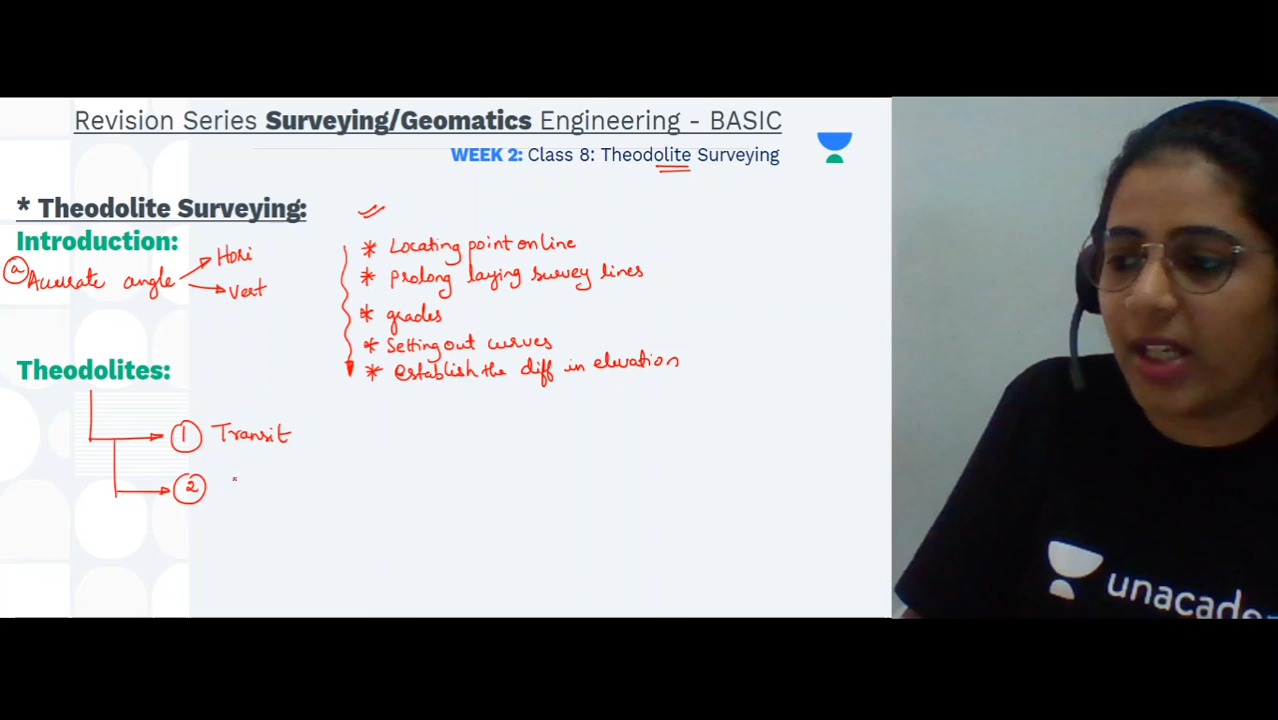 Revision Series Surveying/Geomatics Engineering - BASIC
WEEK 2: Class 8: Theodolite Surveying
* Theodolite Surveying:
Introduction:
a Accurate angle
Hori
Vert
* Locating point on line
* Prolong laying survey lines
* grades
* Setting out curves
* establish the diff in elevation
Theodolites:
1 Transit
2
unacade